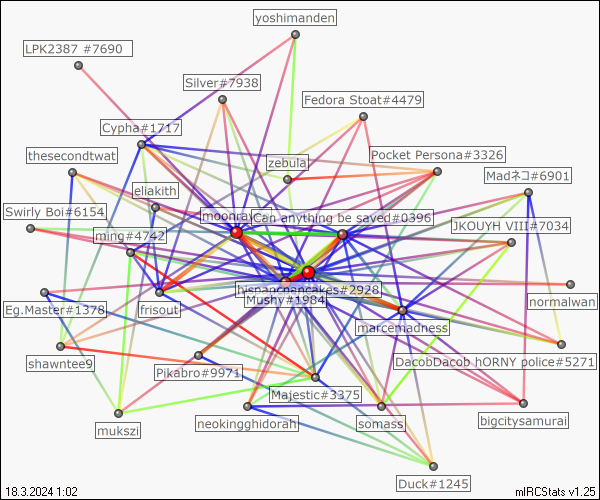 yoshimanden
LPK2387 #7690
Silver#7938
Fedora Stoat#4479
Cypha#1717
thesecondtwat
zebula
Pocket Persona#3326
Madネコ#6901
eliakith
Swirly Boi#6154
Can anything be saved#0396
JKOUYH VIII#7034
ming#4742
hispanicpancakes#2928
Mushy#1984
normalwan
Eg.Master#1378
frisout
marcemadness
shawntee9
Pikabro#9971
DacobDacob hORNY police#5271
Majestic#3375
mukszi
neokingghidorah
somass
bigcitysamurai
Duck#1245
18.3.2024 1:02
mIRCStats v1.25